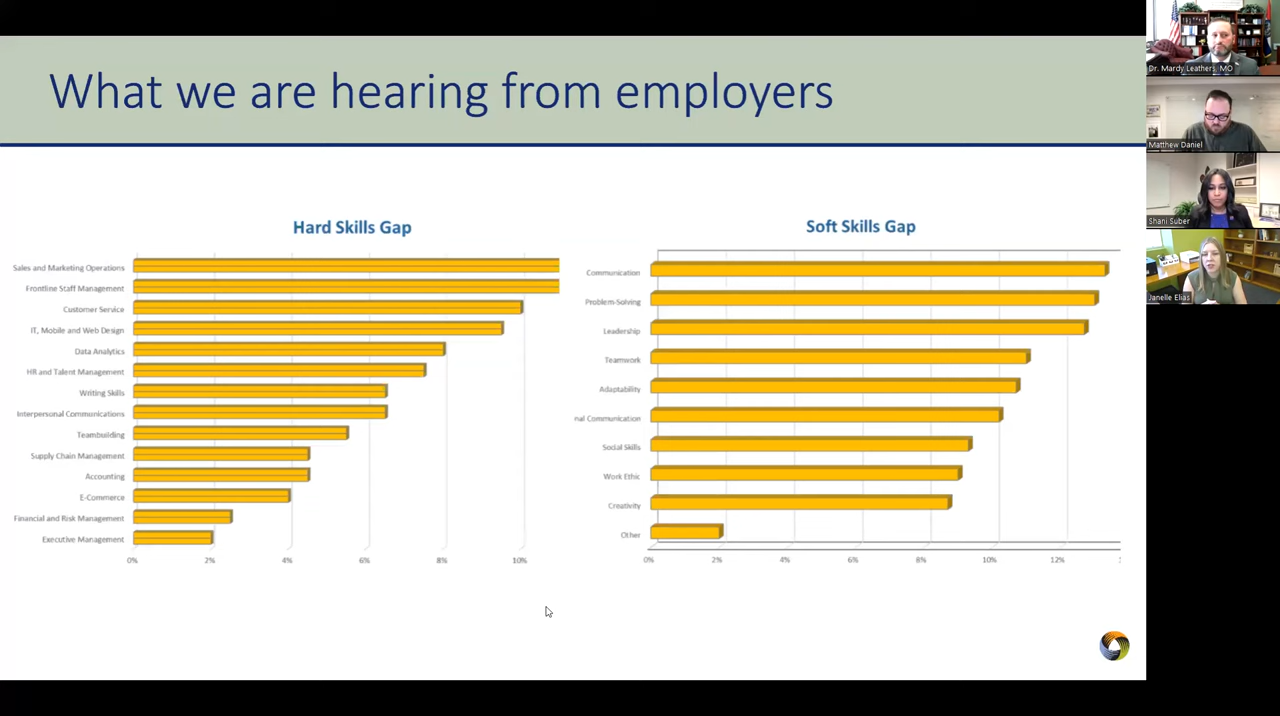 What we are hearing from employers
Hard Skills Gap
Sales and Marketing Operations
Frontline Staff Management
Customer Service
IT, Mobile and Web Design
Data Analytics
HR and Talent Management
Writing Skills
Interpersonal Communications
Teambuilding
Supply Chain Management
Accounting
E-Commerce
Financial and Risk Management
Executive Management
0% 2% 4% 6% 8% 10%
Soft Skills Gap
Communication
Problem-Solving
Leadership
Teamwork
Adaptability
nal Communication
Social Skills
Work Ethic
Creativity
Other
0% 2% 4% 6% 8% 10% 12%
Dr. Mardy Leathers, MO
Matthew Daniel
Shani Suber
Janelle Elias